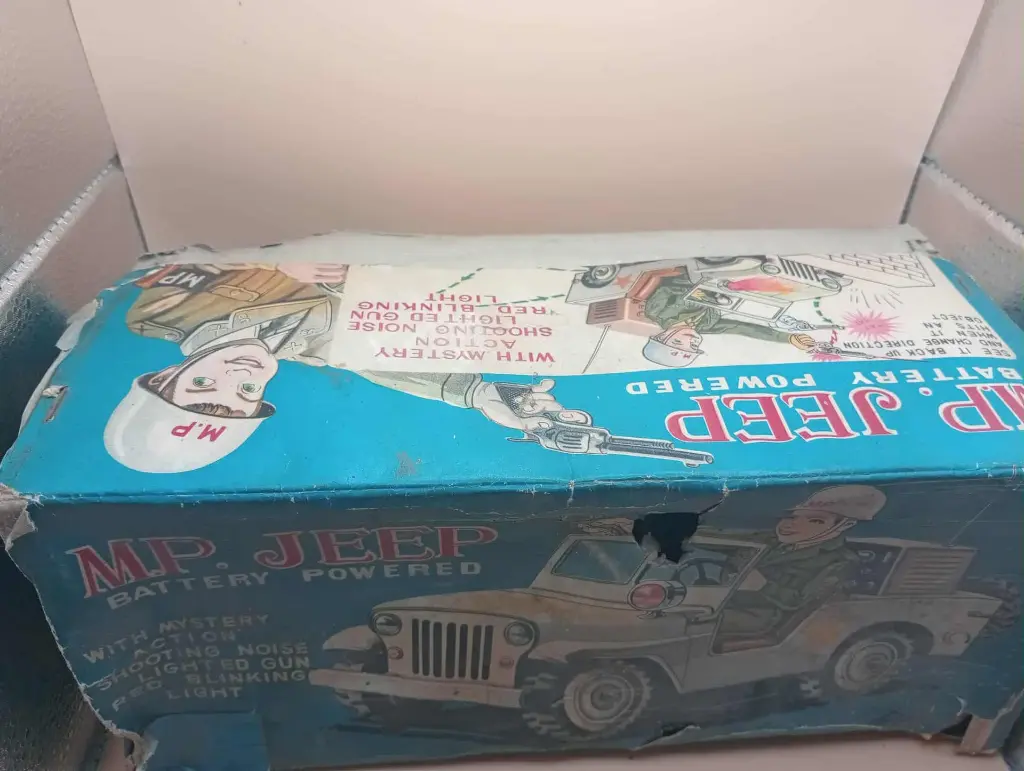 MP
M.P
WITH MYSTERY
ACTION
SHOOTING NOISE
LIGHTED GUN
RED BLINKING
LIGHT
M.P
SEE IT BACK UP
AND CHANGE DIRECTION
WHEN
HITS AN
OBJECT
MP. JEEP
BATTERY POWERED
MP. JEEP
BATTERY POWERED
WITH MYSTERY
ACTION
SHOOTING NOISE
LIGHTED GUN
RED BLINKING
LIGHT